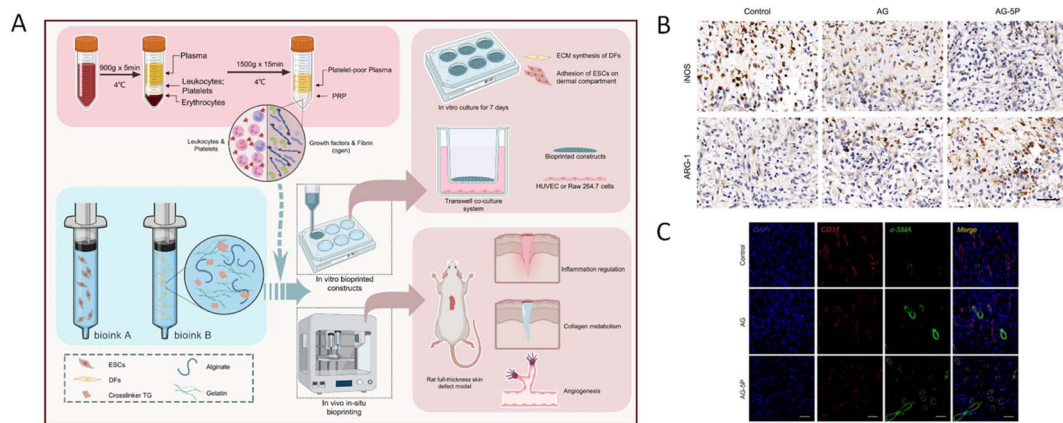 A
900g x 5min
4℃
Plasma
Leukocytes;
Platelets
Erythrocytes
1500g x 15min
4℃
Platelet-poor Plasma
PRP
Leukocytes &
Platelets
Growth factors & Fibrin
(ogen)
ECM synthesis of DFs
Adhesion of ESCs on
dermal compartment
In vitro culture for 7
days
Bioprinted constructs
HUVEC or Raw 264.7 cells
Transwell co-culture
system
bioink A
bioink B
ESCs
DFs
Crosslinker TG
Alginate
Gelatin
In vitro bioprinted
constructs
In vivo in-situ
bioprinting
Rat full-thickness skin
defect model
Inflammation regulation
Collagen metabolism
Angiogenesis
B
Control
AG
AG-5P
iNOS
ARG-1
C
DAPI
CD31
α-SMA
Merge
Control
AG
AG-5P